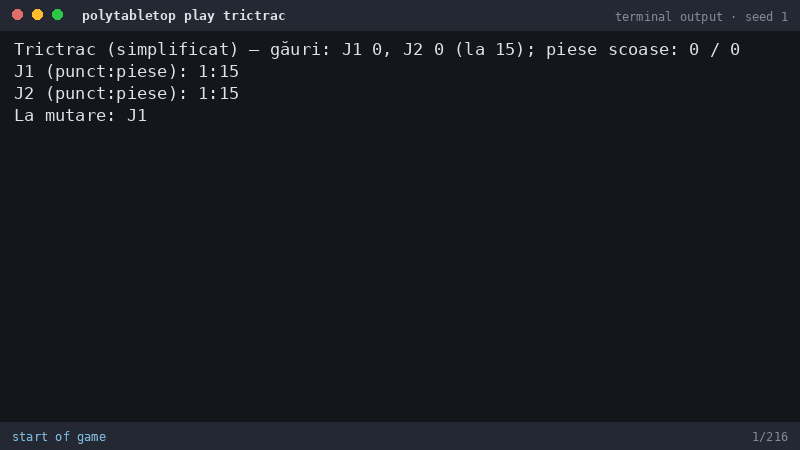 polytabletop play trictrac
terminal output · seed 1
Trictrac (simplificat) — găuri: J1 0, J2 0 (la 15); piese scoase: 0 / 0
J1 (punct:piese): 1:15
J2 (punct:piese): 1:15
La mutare: J1
start of game
1/216